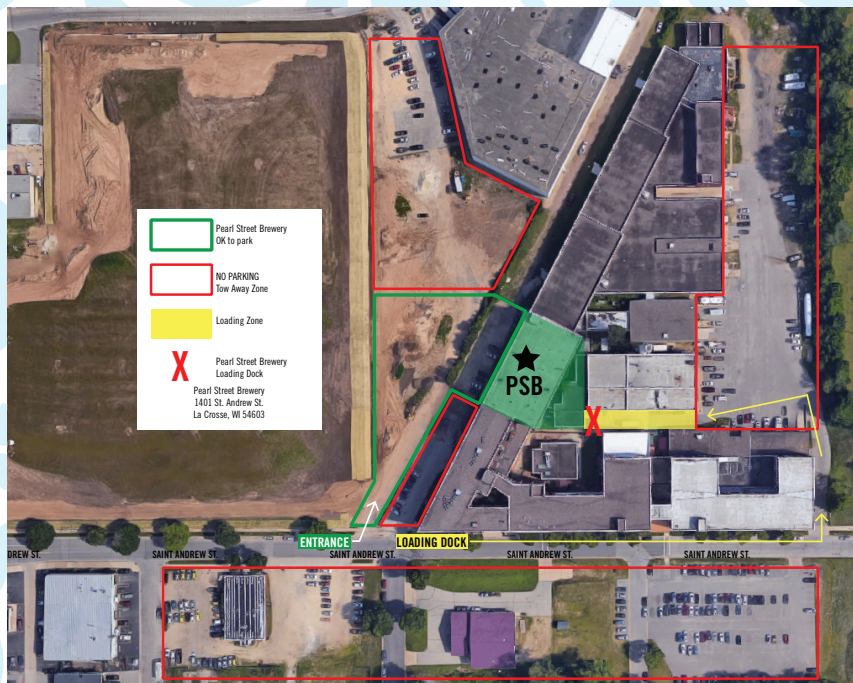 Pearl Street Brewery
OK to park
NO PARKING
Tow Away Zone
Loading Zone
X
Pearl Street Brewery
Loading Dock
Pearl Street Brewery
1401 St. Andrew St.
La Crosse, WI 54603
PSB
X
ENTRANCE
LOADING DOCK
DREW ST.
SAINT ANDREW ST.
SAINT ANDREW ST.
SAINT ANDREW ST.
SAINT ANDREW ST.